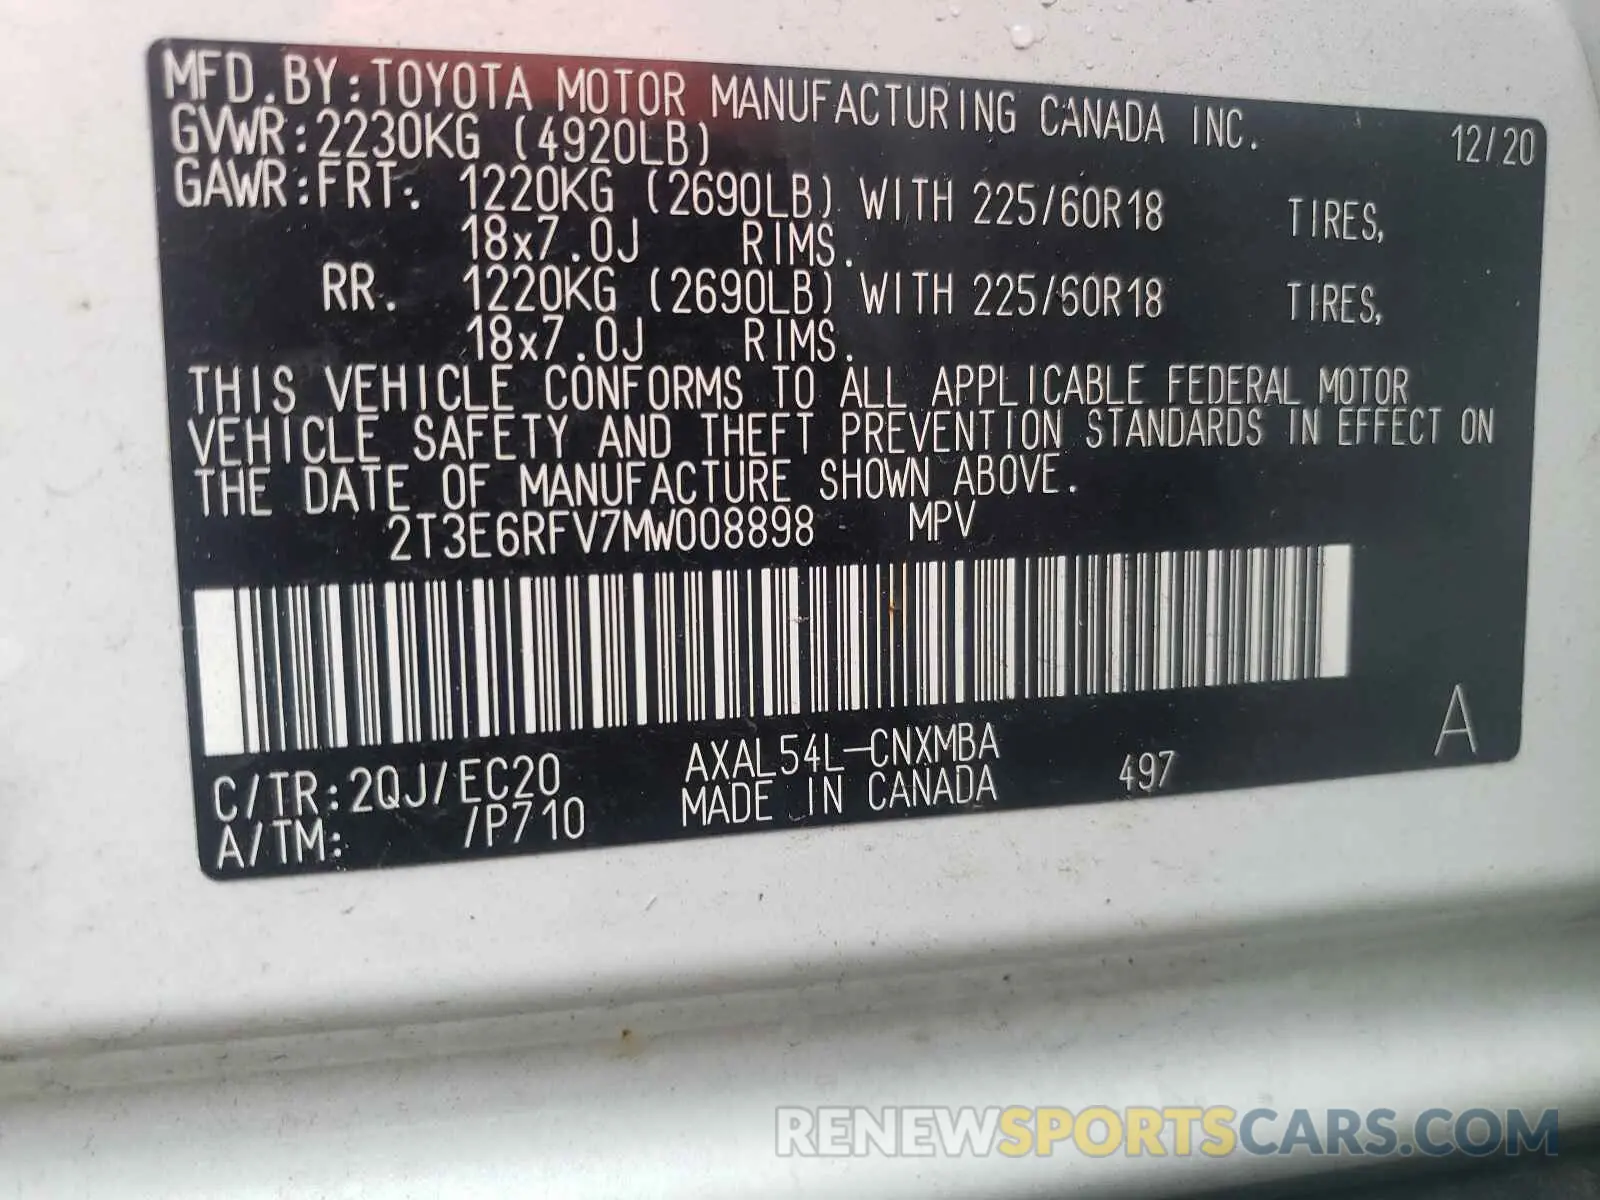 MFD.BY:TOYOTA MOTOR MANUFACTURING CANADA INC. 12/20
GVWR:2230KG (4920LB)
GAWR:FRT. 1220KG (2690LB) WITH 225/60R18 TIRES,
18x7.0J RIMS.
RR. 1220KG (2690LB) WITH 225/60R18 TIRES,
18x7.0J RIMS.
THIS VEHICLE CONFORMS TO ALL APPLICABLE FEDERAL MOTOR
VEHICLE SAFETY AND THEFT PREVENTION STANDARDS IN EFFECT ON
THE DATE OF MANUFACTURE SHOWN ABOVE.
2T3E6RFV7MW008898 MPV
A
C/TR:2QJ/EC20 AXAL54L-CNXMBA 497
A/TM: /P710 MADE IN CANADA
RENEWSPORTSCARS.COM